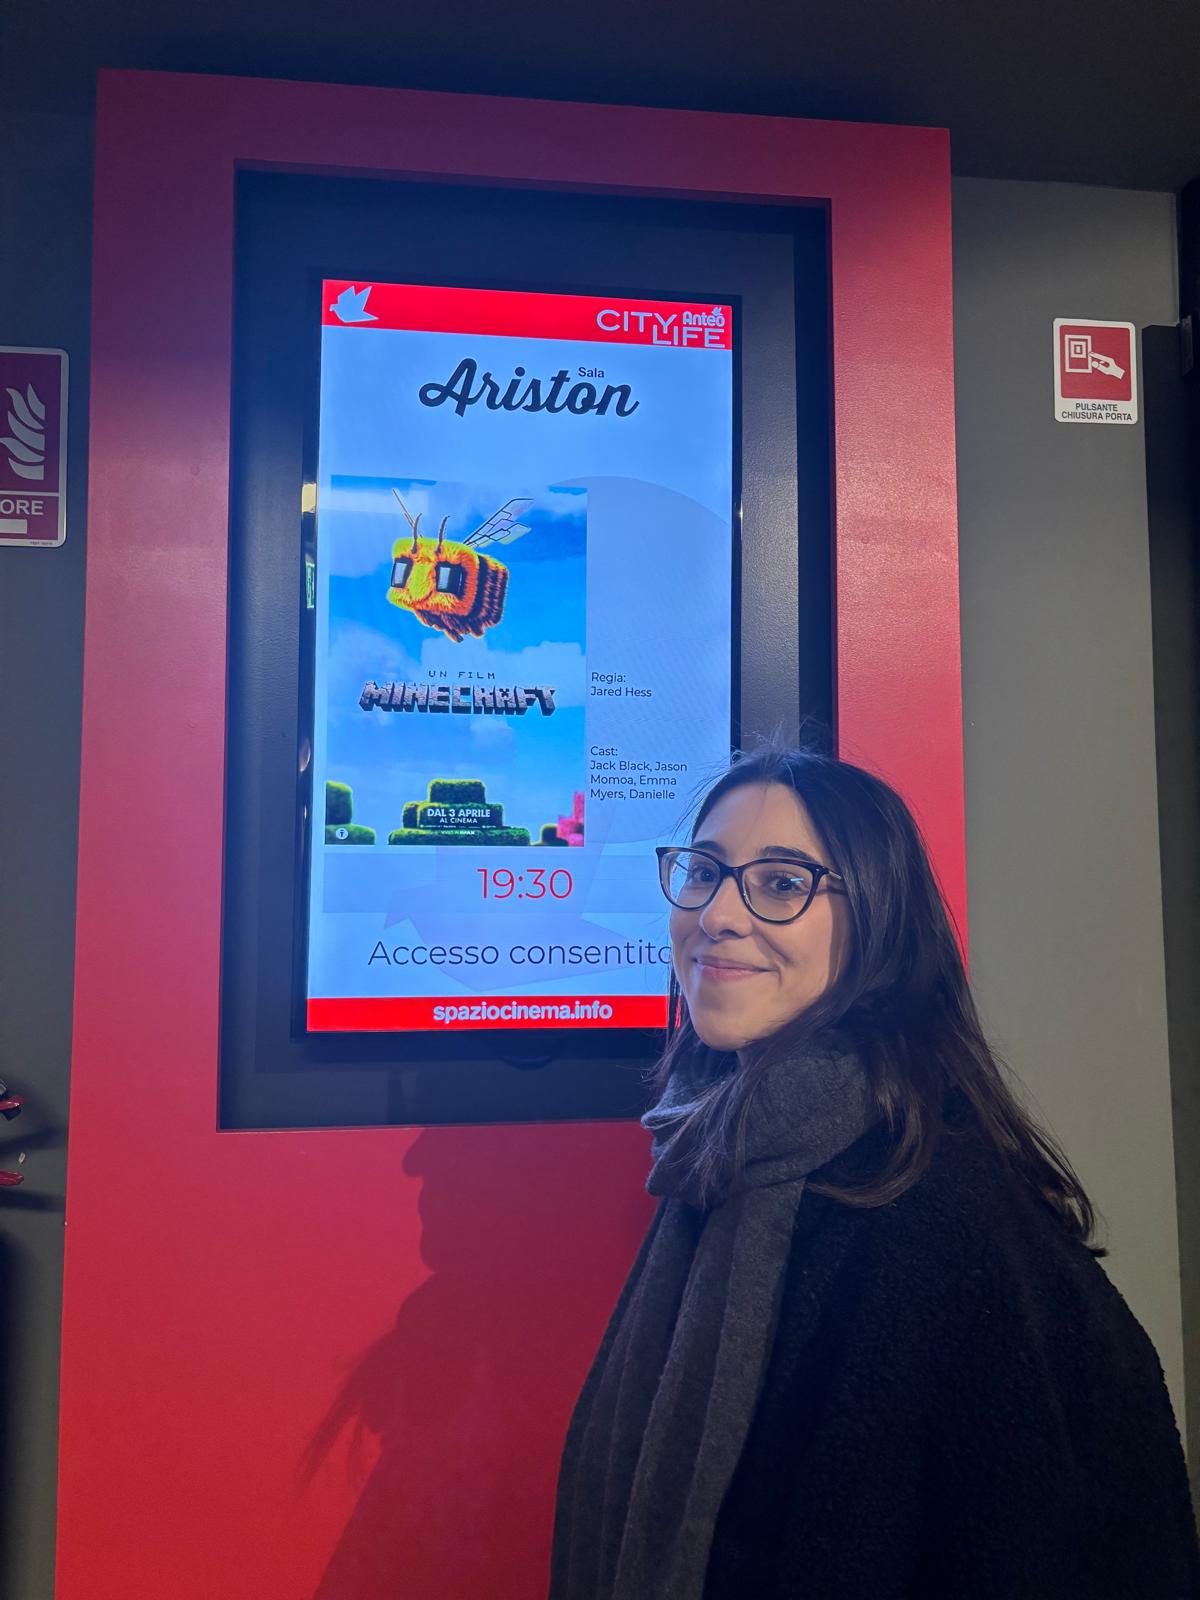 CITY Anteo
LIFE
Sala
Ariston
UN FILM
MINECRAFT
DAL 3 APRILE
AL CINEMA
Regia:
Jared Hess
Cast:
Jack Black, Jason
Momoa, Emma
Myers, Danielle
19:30
Accesso consentito
spaziocinema.info
ORE
PULSANTE
CHIUSURA PORTA